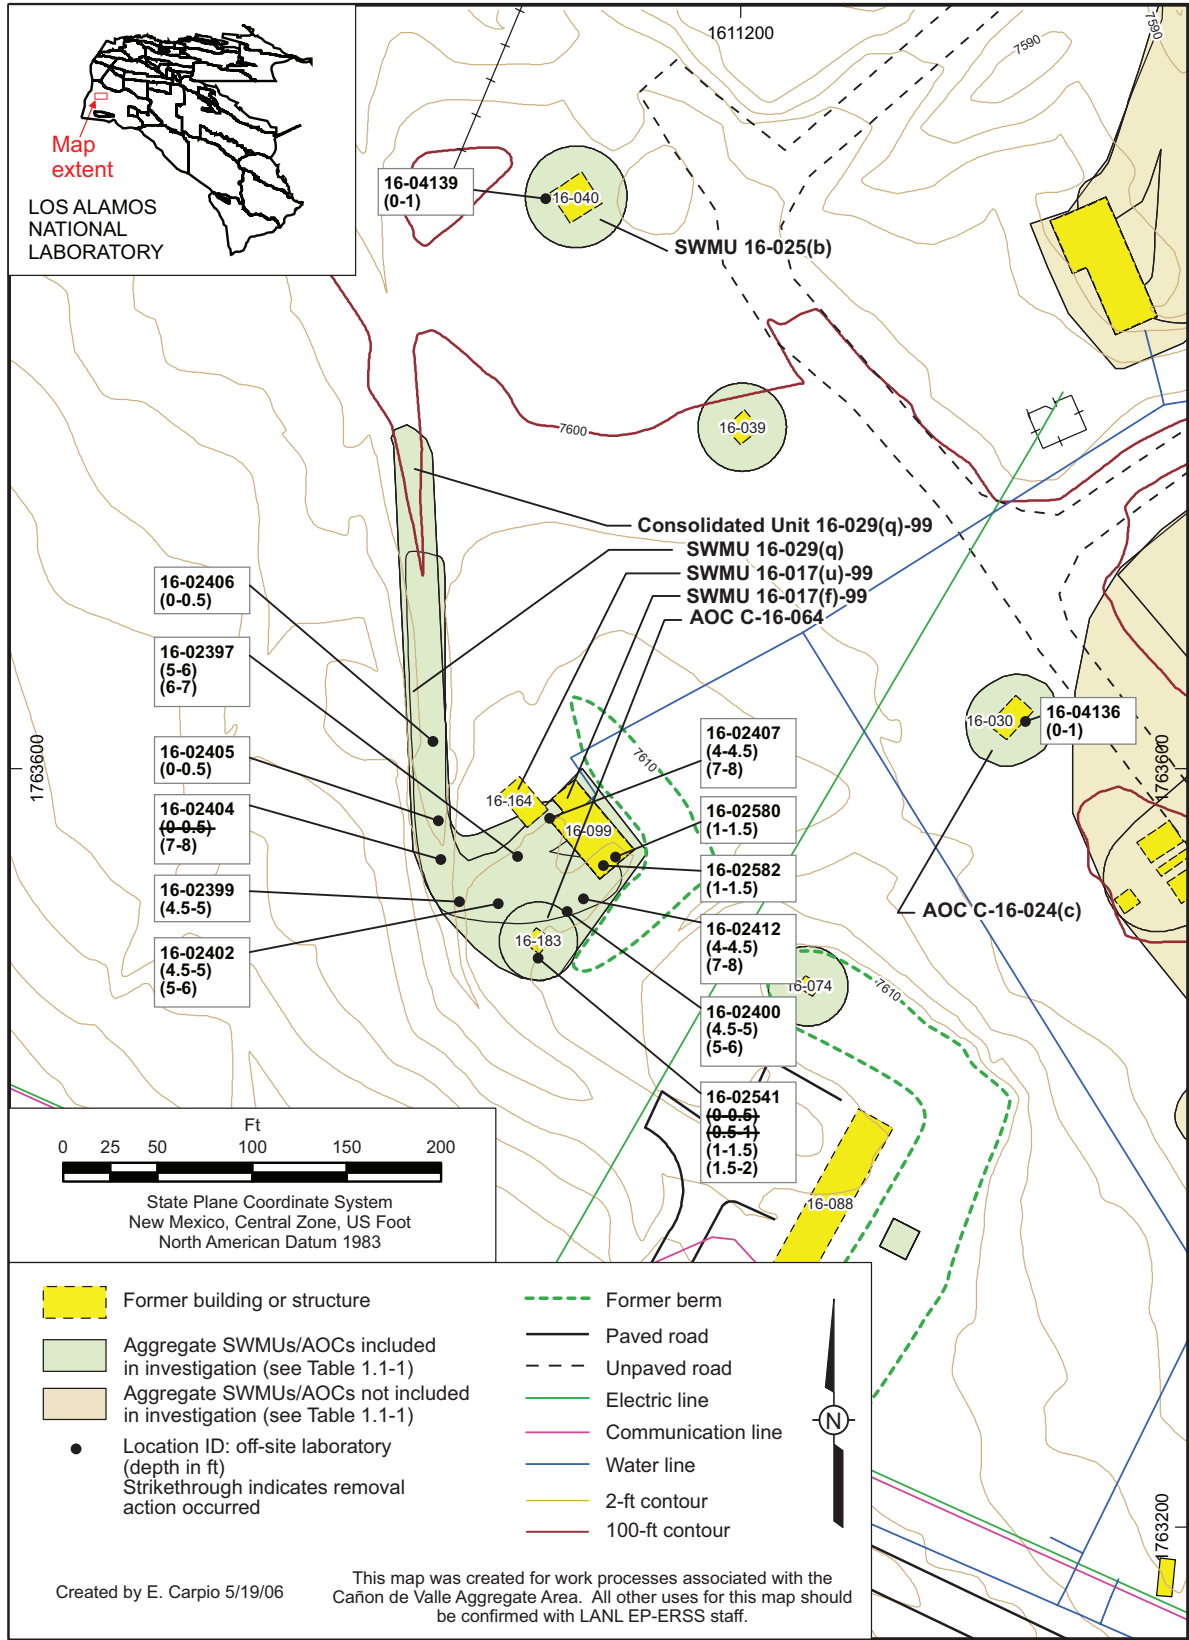 1611200
7590
7590
Map
extent
LOS ALAMOS
NATIONAL
LABORATORY
16-04139
(0-1)
16-040
SWMU 16-025(b)
7600
16-039
Consolidated Unit 16-029(q)-99
SWMU 16-029(q)
SWMU 16-017(u)-99
SWMU 16-017(f)-99
AOC C-16-064
16-02406
(0-0.5)
16-02397
(5-6)
(6-7)
16-02405
(0-0.5)
16-02404
(0-0.5)
(7-8)
16-02399
(4.5-5)
16-02402
(4.5-5)
(5-6)
1763600
16-164
16-099
16-183
7610
16-02407
(4-4.5)
(7-8)
16-02580
(1-1.5)
16-02582
(1-1.5)
16-02412
(4-4.5)
(7-8)
16-02400
(4.5-5)
(5-6)
16-02541
(0-0.5)
(0.5-1)
(1-1.5)
(1.5-2)
16-030
16-04136
(0-1)
1763600
AOC C-16-024(c)
16-074
7610
16-088
1763200
Ft
0 25 50 100 150 200
State Plane Coordinate System
New Mexico, Central Zone, US Foot
North American Datum 1983
Former building or structure
Aggregate SWMUs/AOCs included
in investigation (see Table 1.1-1)
Aggregate SWMUs/AOCs not included
in investigation (see Table 1.1-1)
Location ID: off-site laboratory
(depth in ft)
Strikethrough indicates removal
action occurred
Former berm
Paved road
Unpaved road
Electric line
Communication line
Water line
2-ft contour
100-ft contour
N
Created by E. Carpio 5/19/06
This map was created for work processes associated with the
Cañon de Valle Aggregate Area. All other uses for this map should
be confirmed with LANL EP-ERSS staff.